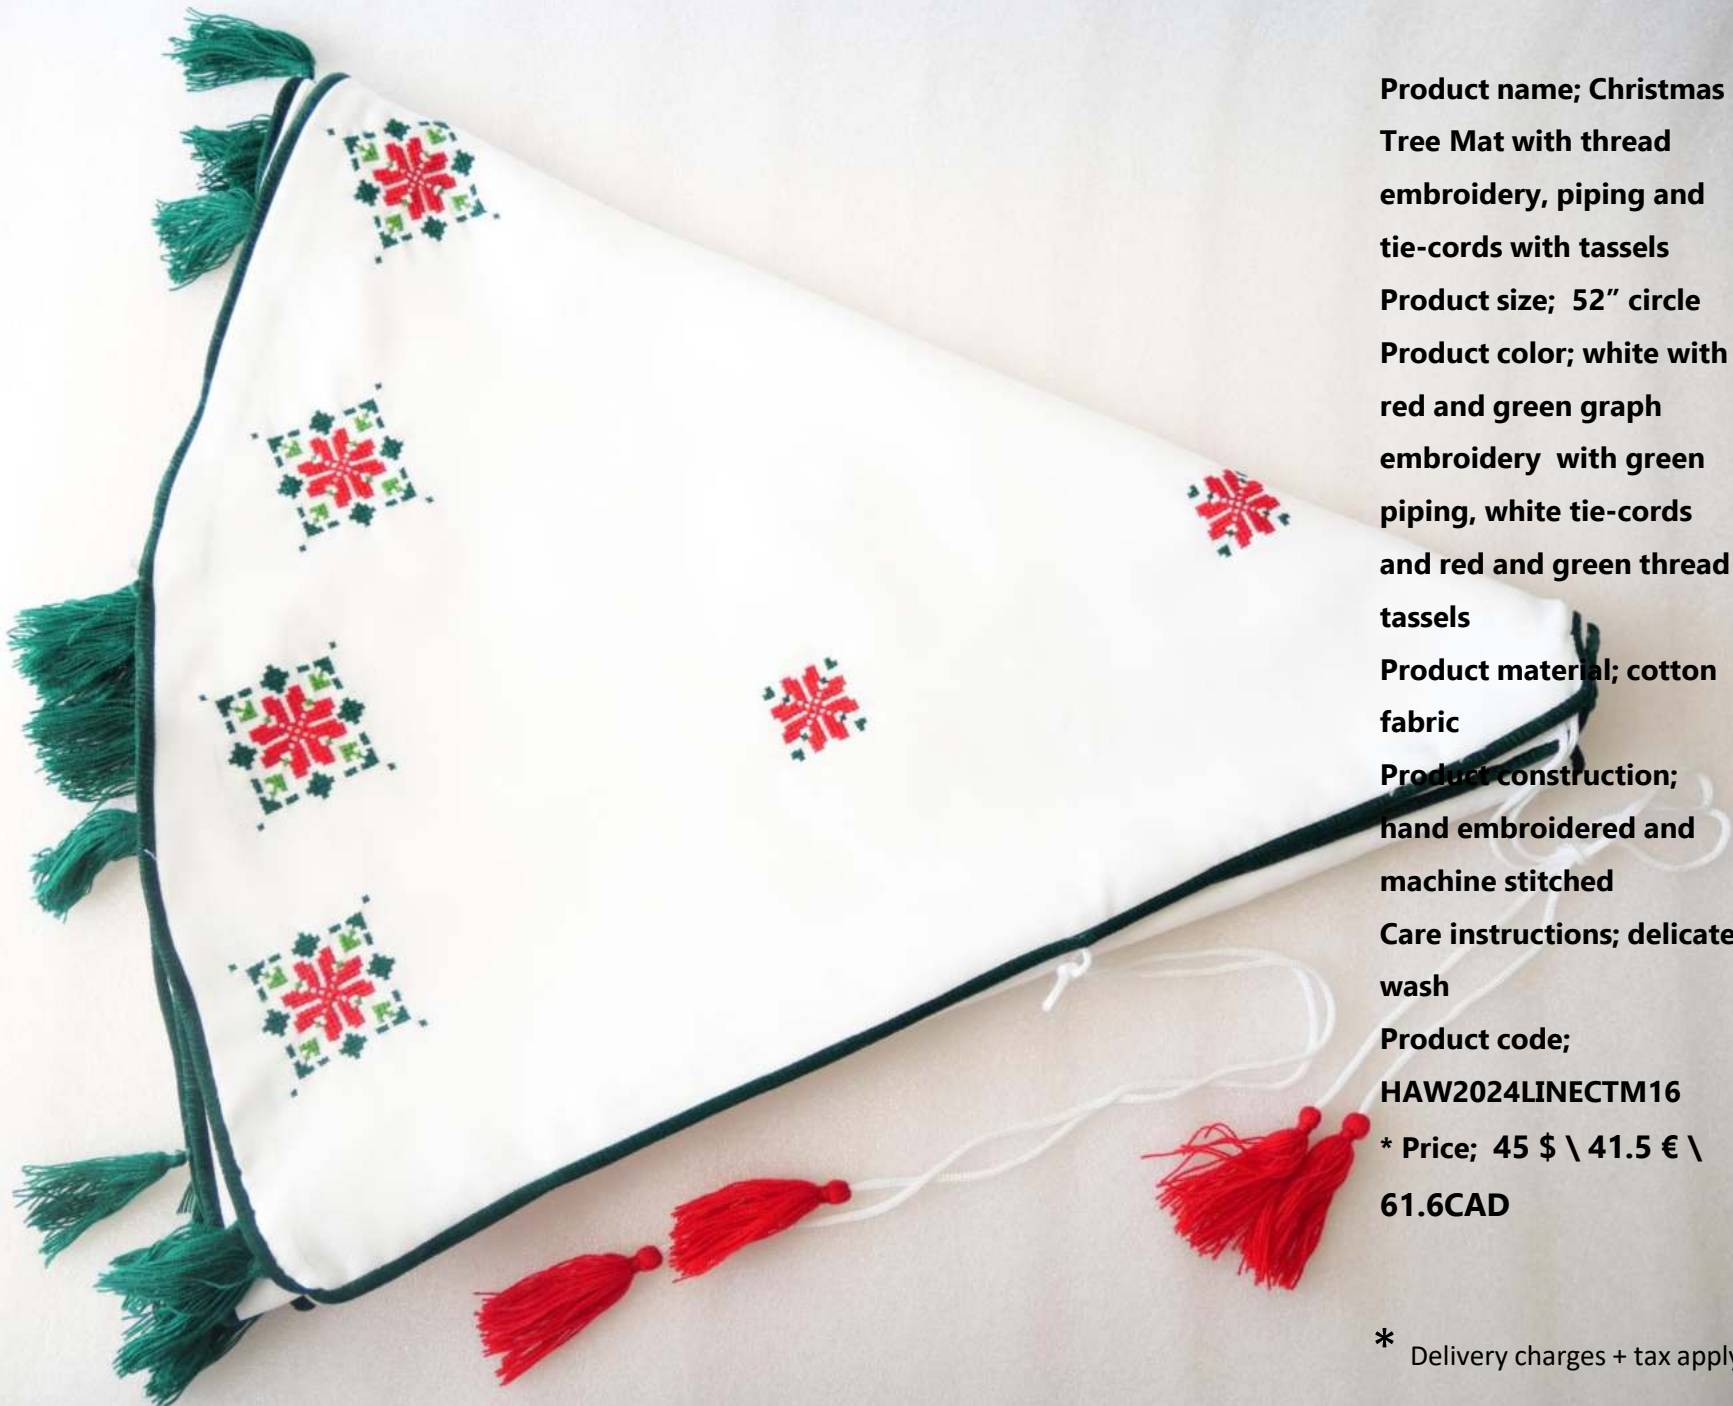 Product name; Christmas
Tree Mat with thread
embroidery, piping and
tie-cords with tassels
Product size;  52” circle
Product color; white with
red and green graph
embroidery  with green
piping, white tie-cords
and red and green thread
tassels
Product material; cotton
fabric
Product construction;
hand embroidered and
machine stitched
Care instructions; delicate
wash
Product code;
HAW2024LINECTM16
* Price;  45 $ \ 41.5 € \
61.6CAD
* Delivery charges + tax apply